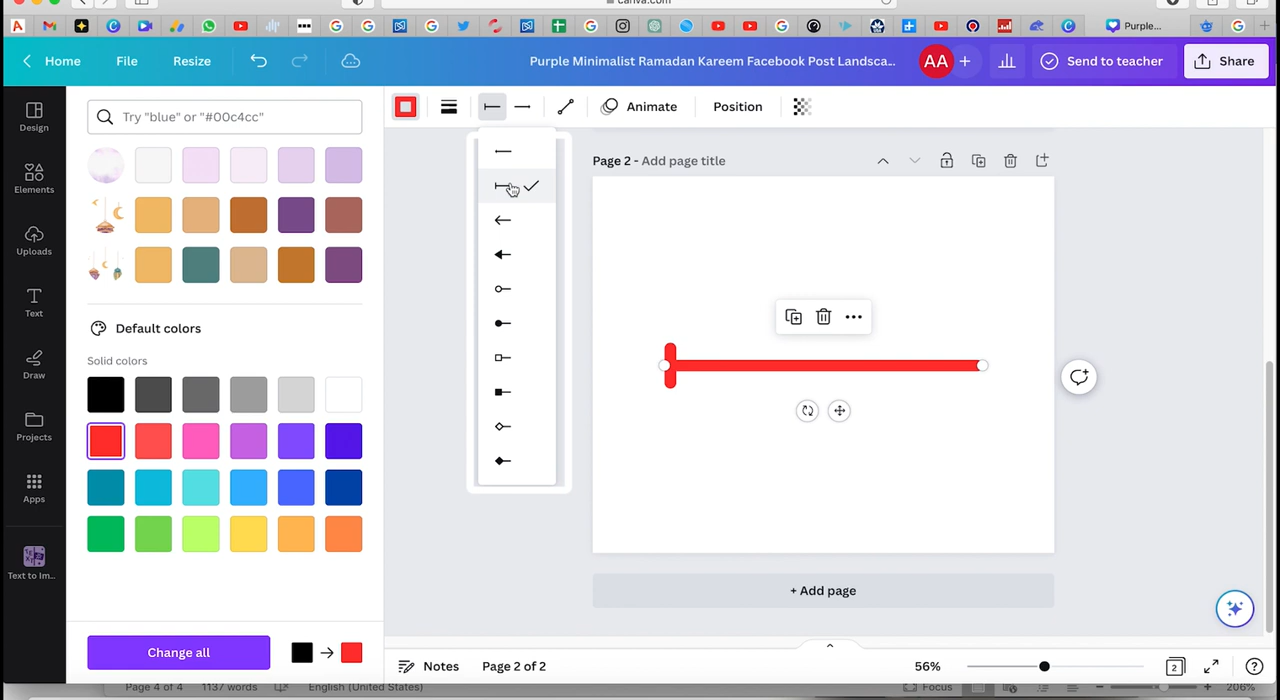 canva.com
Purple...
Home
File
Resize
Purple Minimalist Ramadan Kareem Facebook Post Landsca...
AA
Send to teacher
Share
Design
Elements
Uploads
Text
Draw
Projects
Apps
Text to Im...
Try "blue" or "#00c4cc"
Default colors
Solid colors
Change all
Animate
Position
Page 2 - Add page title
+ Add page
Notes
Page 2 of 2
56%
2
Page 4 of 4
1137 words
English (United States)
Focus
206%